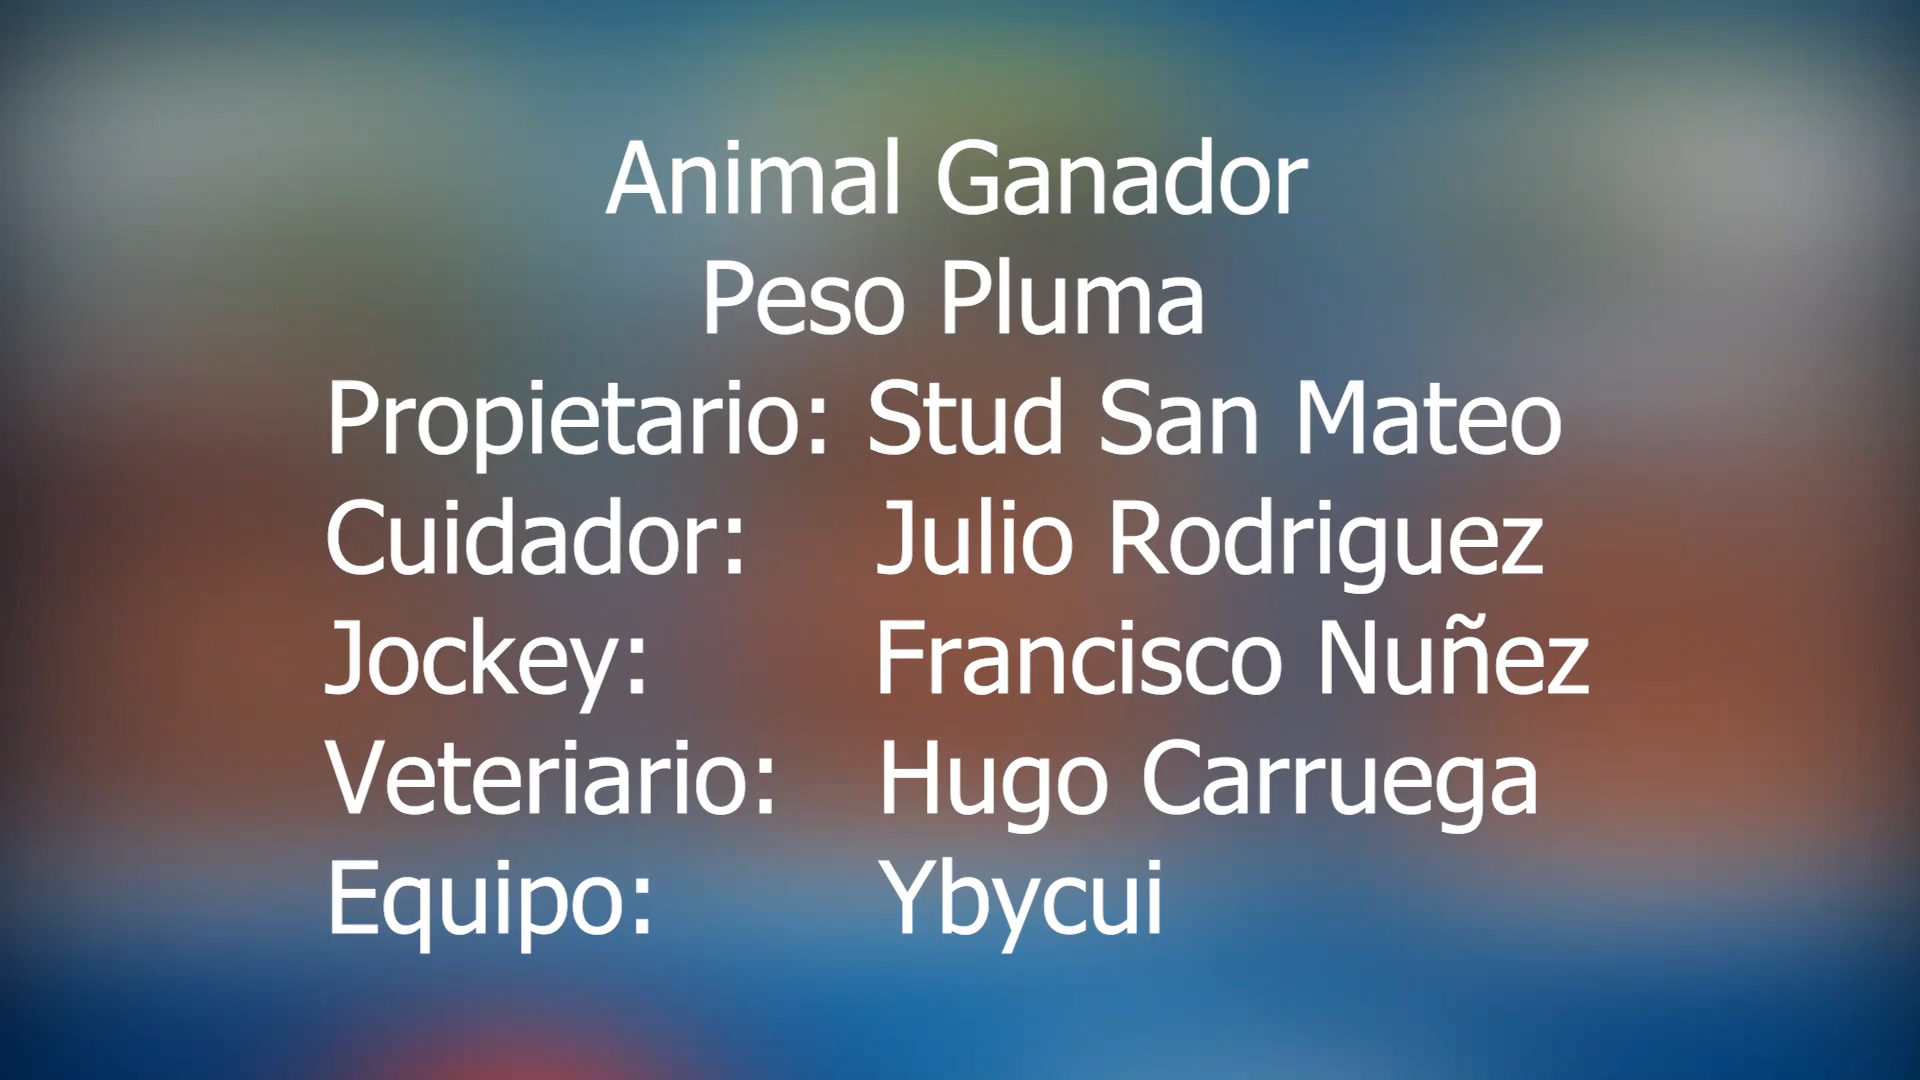 Animal Ganador
Peso Pluma
Propietario: Stud San Mateo
Cuidador: Julio Rodriguez
Jockey: Francisco Nuñez
Veteriario: Hugo Carruega
Equipo: Ybycui